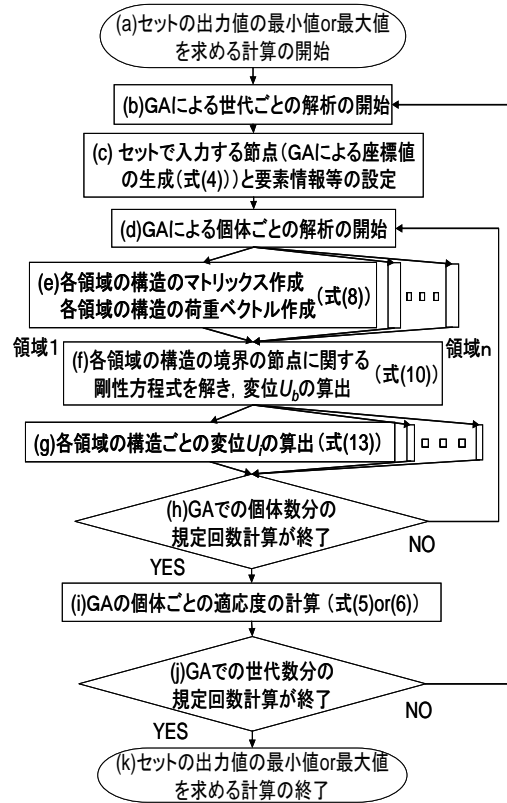 (a)セットの出力値の最小値or最大値
を求める計算の開始
(b)GAによる世代ごとの解析の開始
(c) セットで入力する節点(GAによる座標値
の生成(式(4)))と要素情報等の設定
(d)GAによる個体ごとの解析の開始
(e)各領域の構造のマトリックス作成
各領域の構造の荷重ベクトル作成
(式(8))
領域1
領域n
(f)各領域の構造の境界の節点に関する
剛性方程式を解き，変位Ubの算出
(式(10))
(g)各領域の構造ごとの変位Uiの算出(式(13))
(h)GAでの個体数分の
規定回数計算が終了
NO
YES
(i)GAの個体ごとの適応度の計算 (式(5)or(6))
(j)GAでの世代数分の
規定回数計算が終了
NO
YES
(k)セットの出力値の最小値or最大値
を求める計算の終了